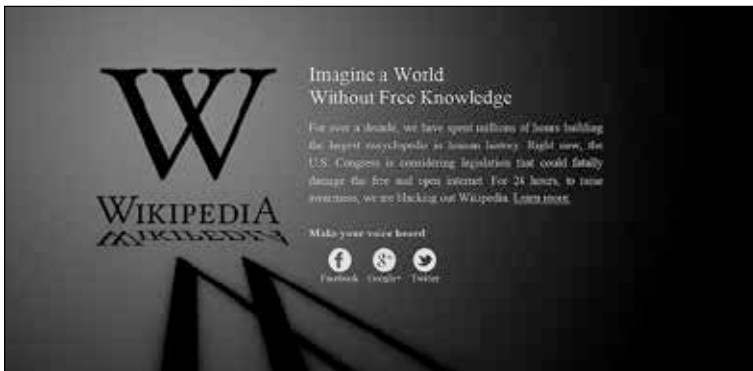 W
WIKIPEDIA
Imagine a World
Without Free Knowledge
For over a decade, we have spent millions of hours building
the largest encyclopedia in human history. Right now, the
U.S. Congress is considering legislation that could fatally
damage the free and open internet. For 24 hours, to raise
awareness, we are blacking out Wikipedia. Learn more.
Make your voice heard
f g+
Facebook Google+ Twitter